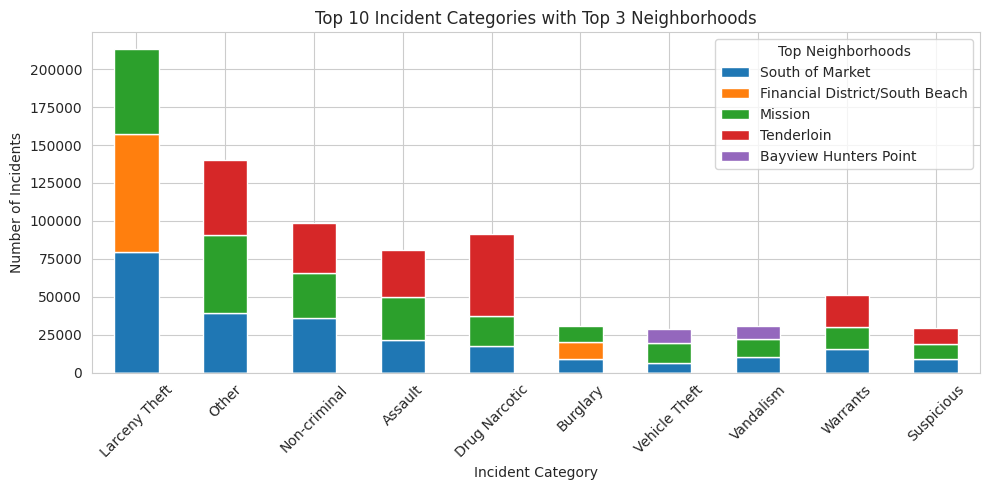 Top 10 Incident Categories with Top 3 Neighborhoods
Top Neighborhoods
South of Market
Financial District/South Beach
Mission
Tenderloin
Bayview Hunters Point
Number of Incidents
200000
175000
150000
125000
100000
75000
50000
25000
0
Larceny Theft
Other
Non-criminal
Assault
Drug Narcotic
Burglary
Vehicle Theft
Vandalism
Warrants
Suspicious
Incident Category